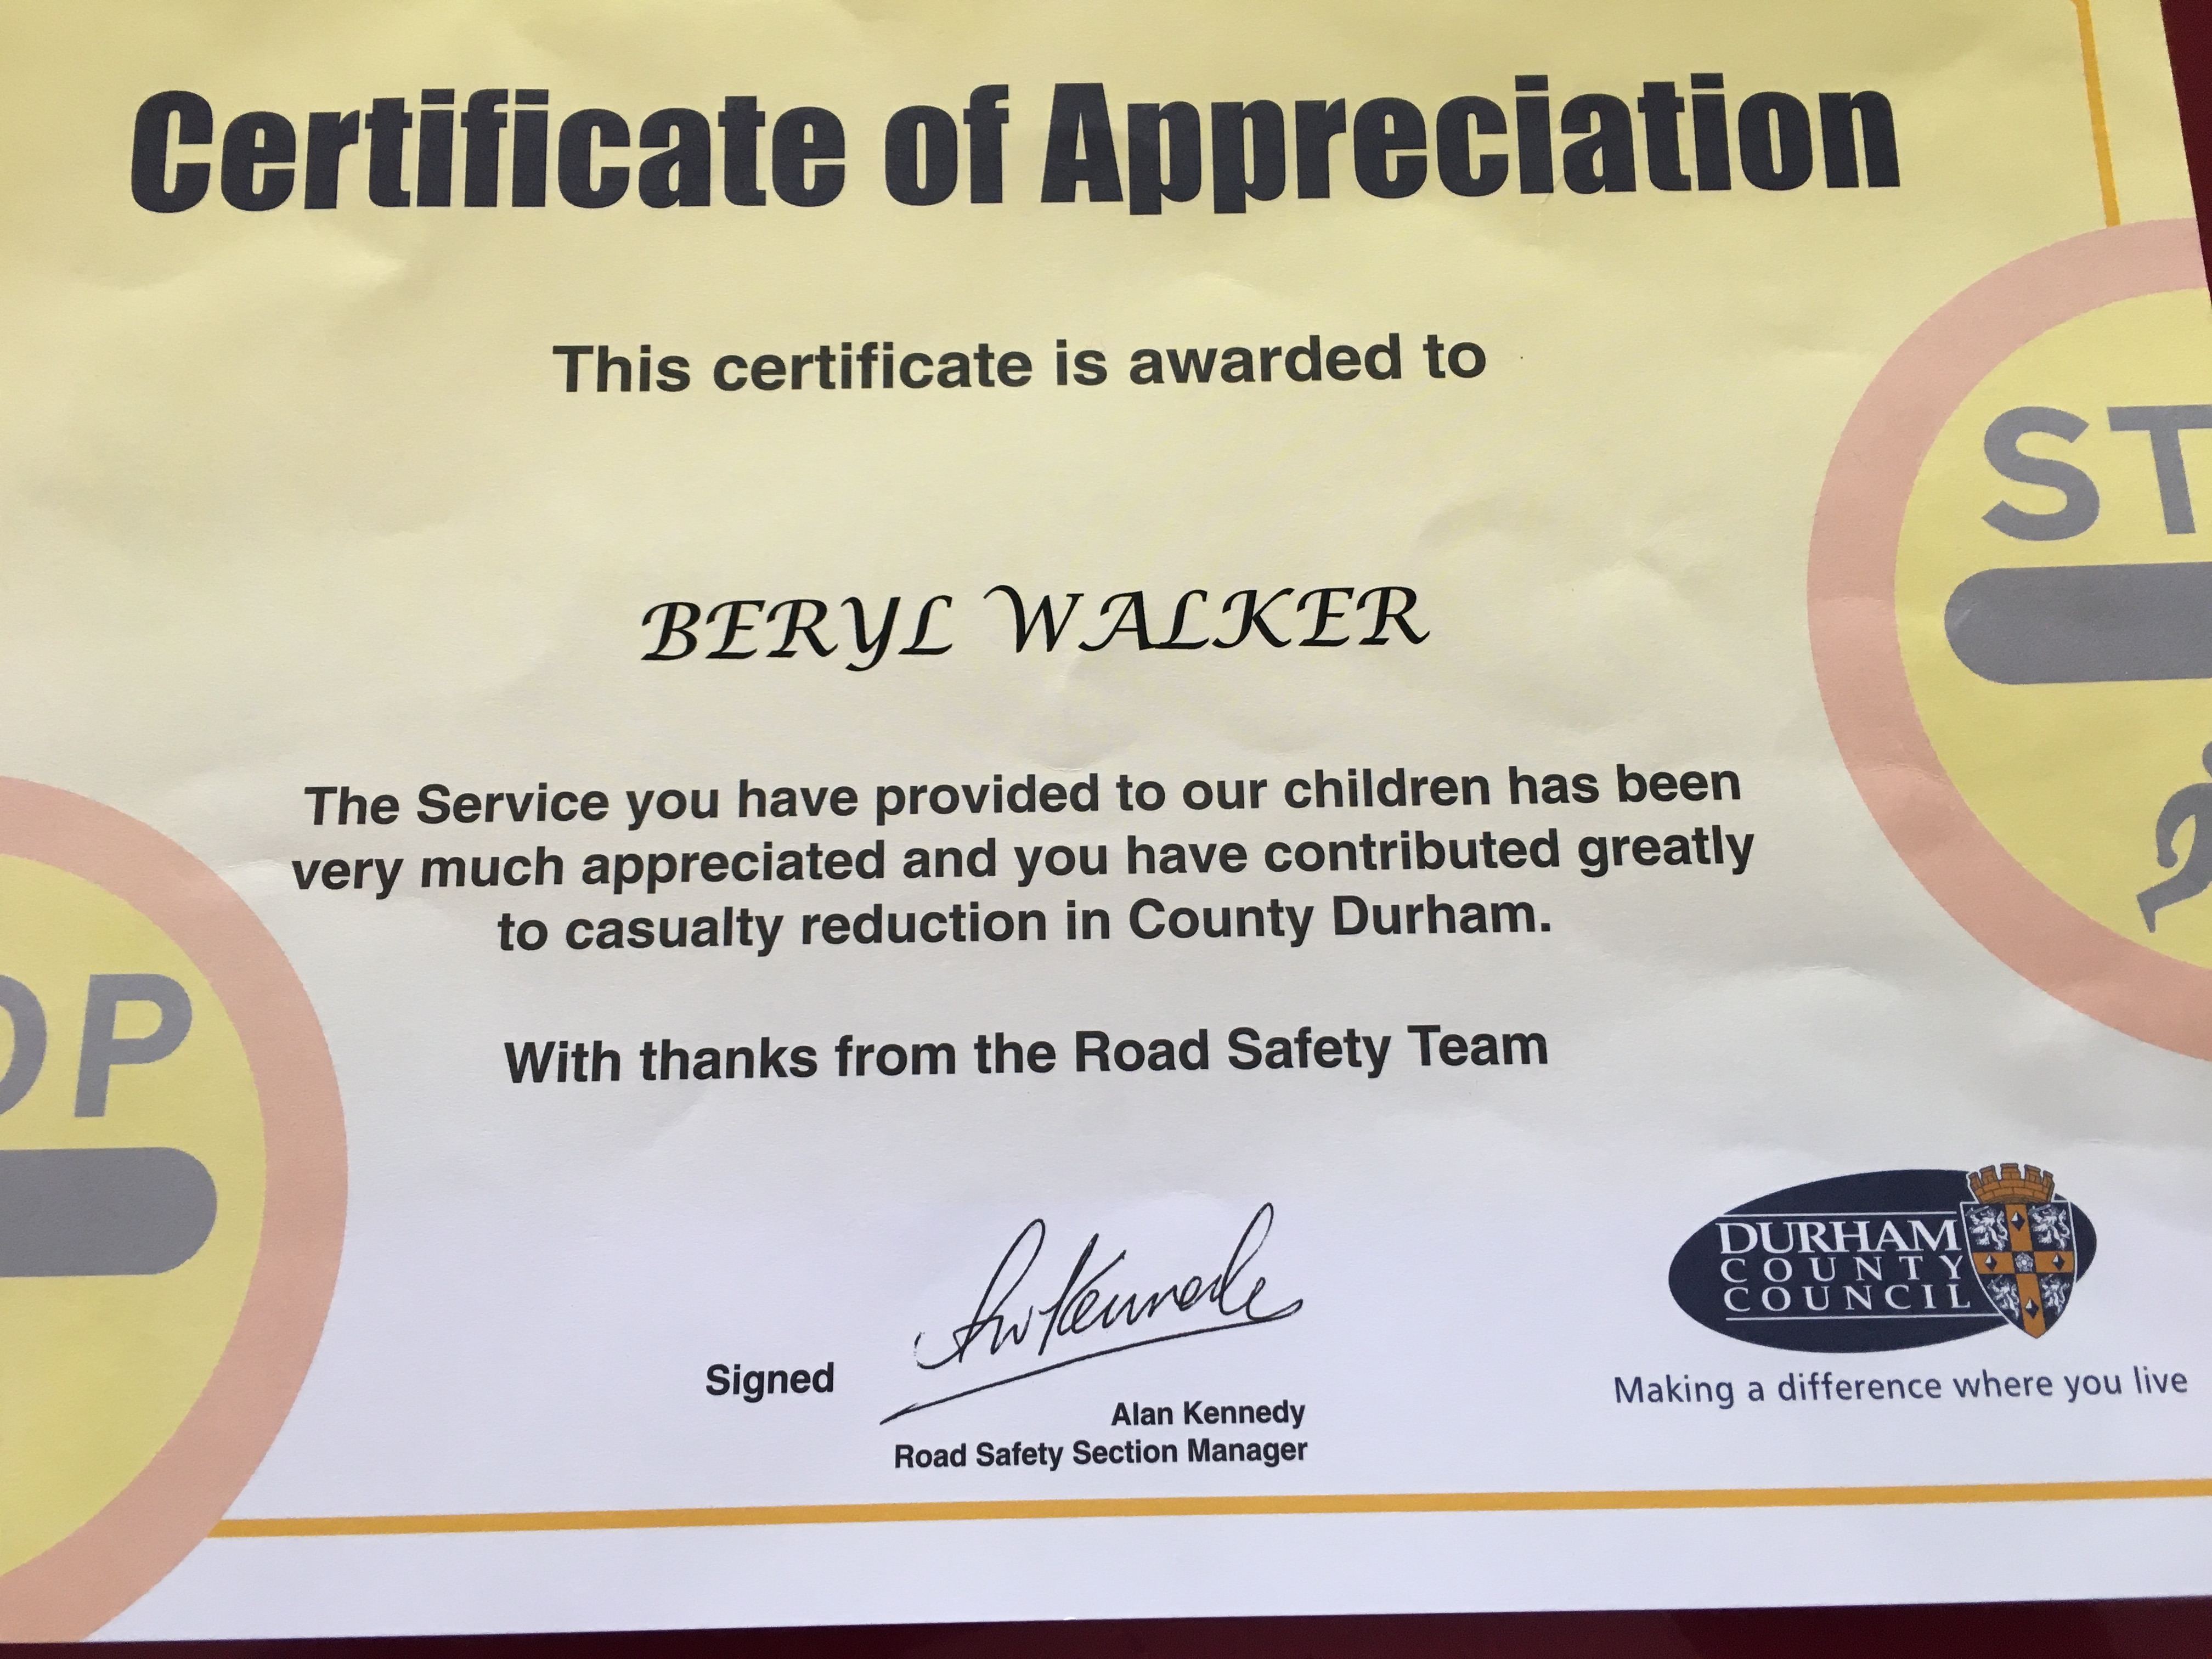 Certificate of Appreciation
This certificate is awarded to
BERYL WALKER
The Service you have provided to our children has been
very much appreciated and you have contributed greatly
to casualty reduction in County Durham.
With thanks from the Road Safety Team
Signed
Alan Kennedy
Road Safety Section Manager
DURHAM
COUNTY
COUNCIL
Making a difference where you live
ST
OP